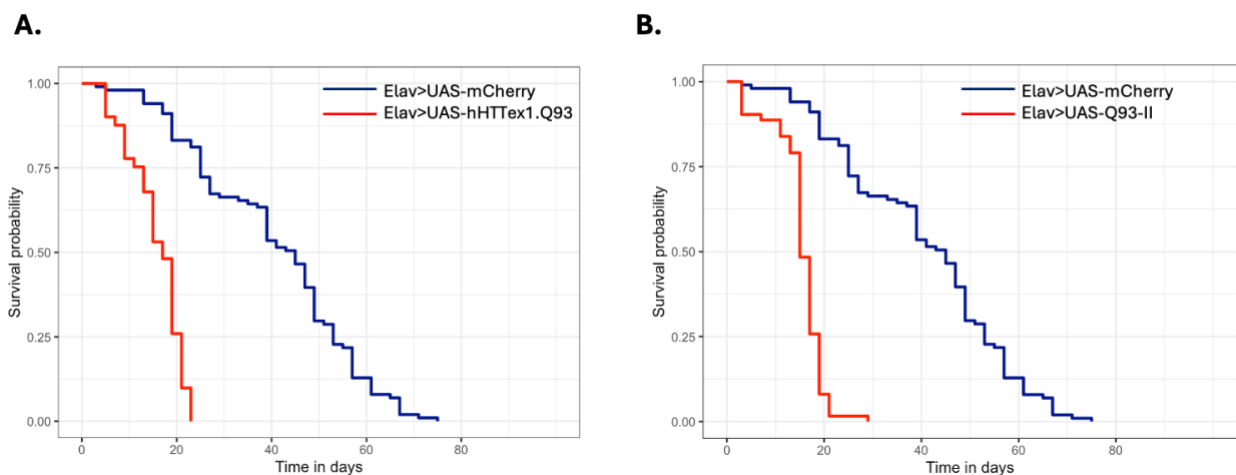 A.
B.
Elav>UAS-mCherry
Elav>UAS-hHTTex1.Q93
Survival probability
1.00
0.75
0.50
0.25
0.00
0 20 40 60 80
Time in days
Elav>UAS-mCherry
Elav>UAS-Q93-II
Survival probability
1.00
0.75
0.50
0.25
0.00
0 20 40 60 80
Time in days